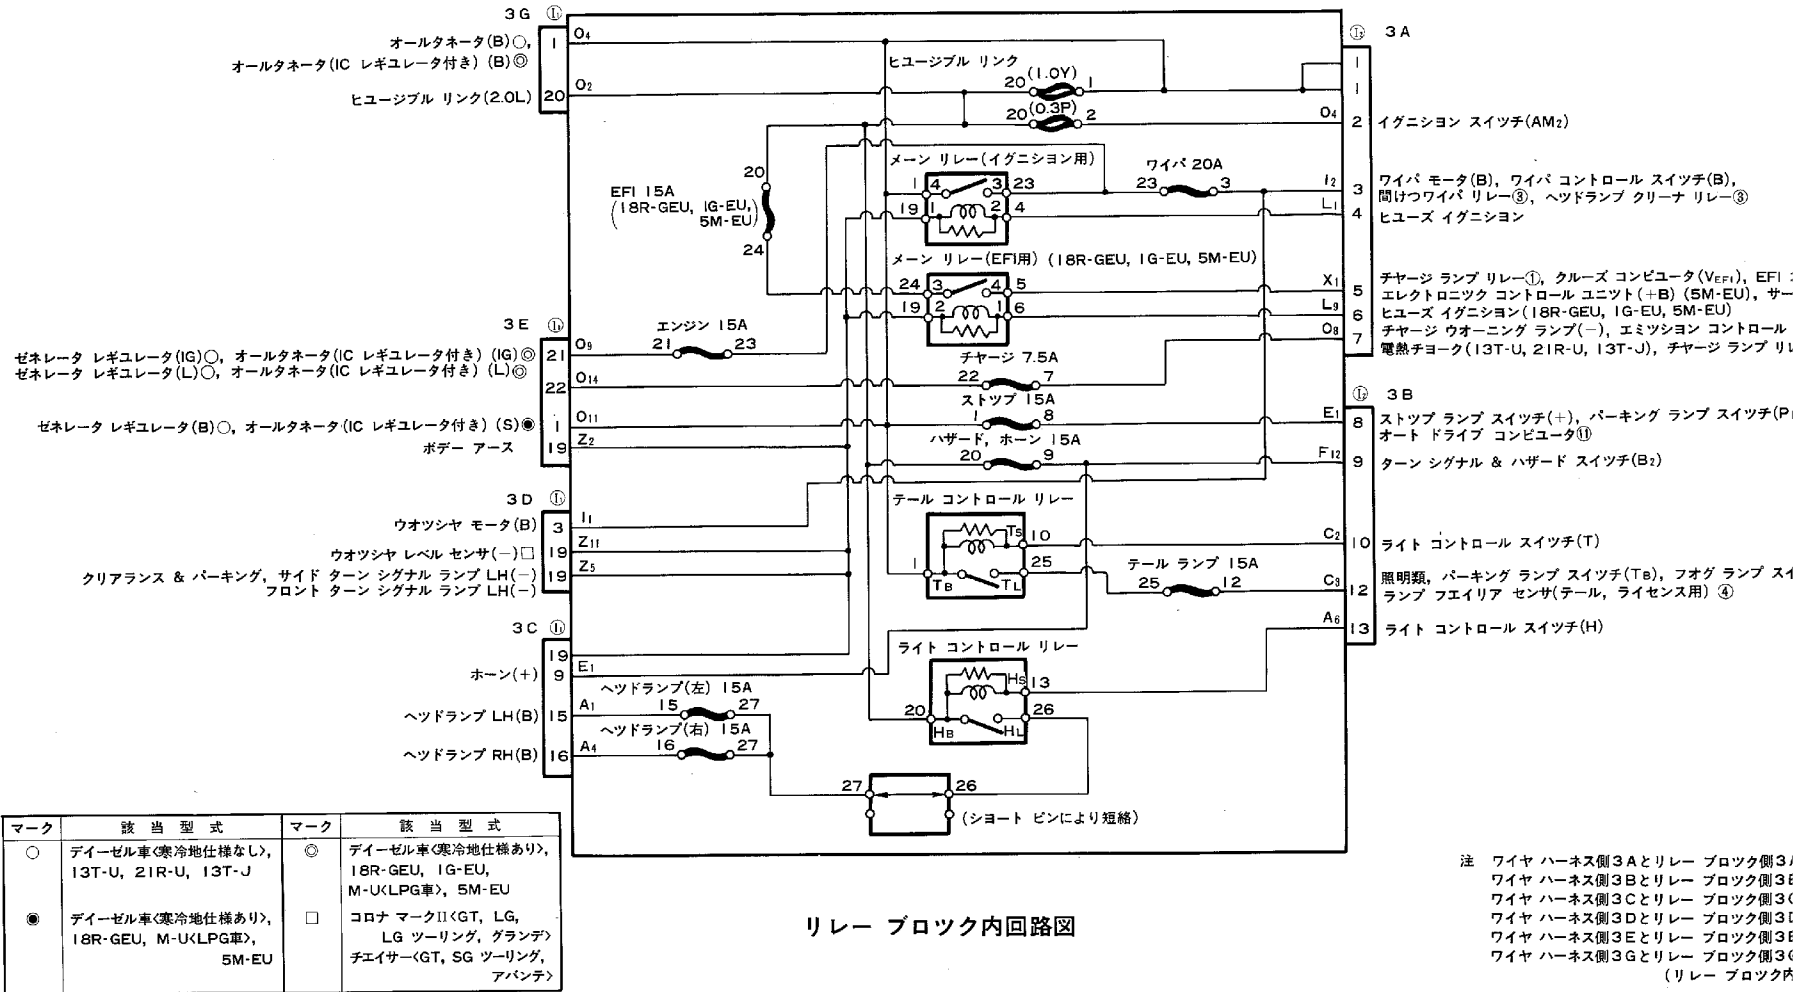 3G Ⓛ₁
オールタネータ(B)○,
オールタネータ(IC レギュレータ付き) (B)◎
1
O4
ヒユージブル リンク(2.0L)
20
O2
ヒユージブル リンク
20 (1.0Y) 1
20 (0.3P) 2
3A
1
1
O4
2
イグニション スイッチ(AM₂)
メーン リレー(イグニション用)
1 4 3 23
19 1 2 4
ワイパ 20A
23 3
I2
3
ワイパ モータ(B), ワイパ コントロール スイッチ(B),
間けつワイパ リレー③, ヘッドランプ クリーナ リレー③
L1
4
ヒユーズ イグニション
20
EFI 15A
(18R-GEU, 1G-EU,
5M-EU)
24
メーン リレー(EFI用) (18R-GEU, 1G-EU, 5M-EU)
24 3 4 5
19 2 1 6
X1
5
チヤージ ランプ リレー①, クルーズ コンピユータ(VEFI), EFI
エレクトロニツク コントロール ユニツト(+B) (5M-EU), サー
L9
6
ヒユーズ イグニション(18R-GEU, 1G-EU, 5M-EU)
O8
7
チヤージ ウオーニング ランプ(−), エミツション コントロール
電熱チョーク(13T-U, 21R-U, 13T-J), チヤージ ランプ リレ
3E Ⓛ₁
ゼネレータ レギュレータ(IG)○, オールタネータ(IC レギュレータ付き) (IG)◎
21
O9
エンジン 15A
21 23
ゼネレータ レギュレータ(L)○, オールタネータ(IC レギュレータ付き) (L)◎
22
O14
チヤージ 7.5A
22 7
ゼネレータ レギュレータ(B)○, オールタネータ(IC レギュレータ付き) (S)◉
1
O11
ストツプ 15A
1 8
ボデー アース
19
Z2
ハザード, ホーン 15A
20 9
3B
E1
8
ストツプ ランプ スイッチ(+), パーキング ランプ スイッチ(P
オート ドライブ コンピユータ⑪
F12
9
ターン シグナル & ハザード スイッチ(B₂)
3D Ⓛ₁
ウオツシヤ モータ(B)
3
I1
ウオツシヤ レベル センサ(−)□
19
Z11
クリアランス & パーキング, サイド ターン シグナル ランプ LH(−)
フロント ターン シグナル ランプ LH(−)
19
Z5
テール コントロール リレー
Ts 10
1 TB TL 25
C2
10
ライト コントロール スイッチ(T)
テール ランプ 15A
25 12
C3
12
照明類, パーキング ランプ スイッチ(TB), フオグ ランプ スイ
ランプ フエイリア センサ(テール, ライセンス用) ④
A6
13
ライト コントロール スイッチ(H)
3C Ⓛ₁
19
ホーン(+)
9
E1
ヘツドランプ(左) 15A
ヘツドランプ LH(B)
15
A1
15 27
ヘツドランプ(右) 15A
ヘツドランプ RH(B)
16
A4
16 27
ライト コントロール リレー
Hs 13
20 HB HL 26
27 26
(ショート ピンにより短絡)
マーク 該当型式 マーク 該当型式
○ デイーゼル車<寒冷地仕様なし>,
13T-U, 21R-U, 13T-J
◎ デイーゼル車<寒冷地仕様あり>,
18R-GEU, 1G-EU,
M-U<LPG車>, 5M-EU
◉ デイーゼル車<寒冷地仕様あり>,
18R-GEU, M-U<LPG車>,
5M-EU
□ コロナ マークII<GT, LG,
LG ツーリング, グランデ>
チエイサー<GT, SG ツーリング,
アバンテ>
リレー ブロック内回路図
注 ワイヤ ハーネス側3Aとリレー ブロツク側3A
ワイヤ ハーネス側3Bとリレー ブロツク側3B
ワイヤ ハーネス側3Cとリレー ブロツク側3C
ワイヤ ハーネス側3Dとリレー ブロツク側3D
ワイヤ ハーネス側3Eとリレー ブロツク側3E
ワイヤ ハーネス側3Gとリレー ブロツク側3G
(リレー ブロツク内